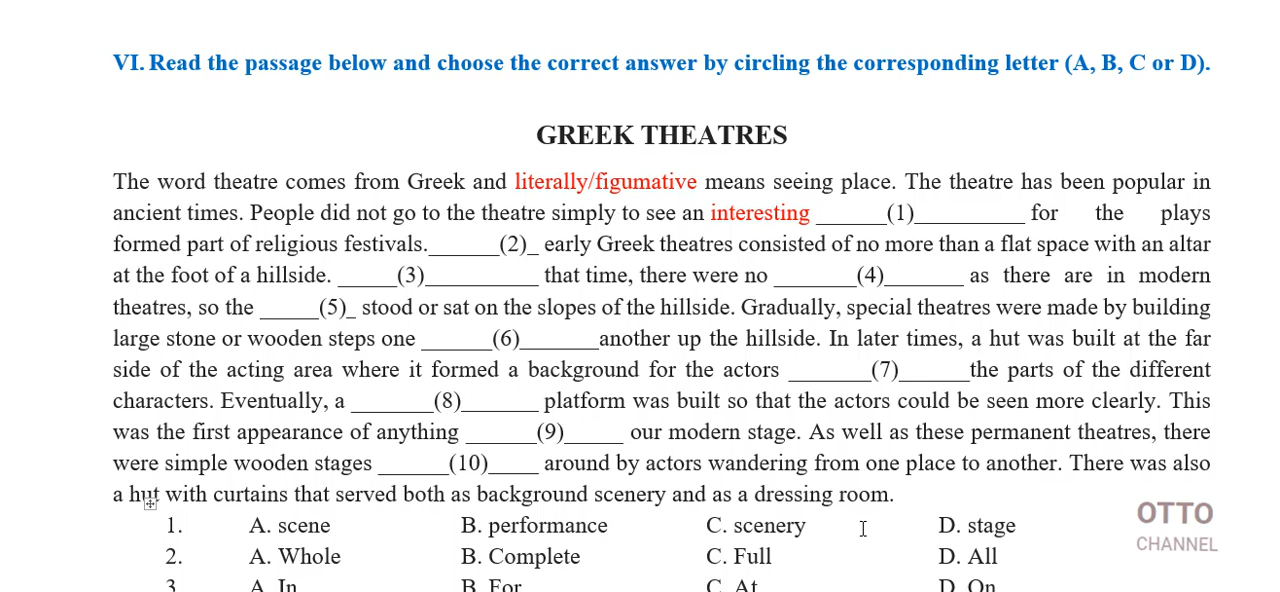 VI. Read the passage below and choose the correct answer by circling the corresponding letter (A, B, C or D).
GREEK THEATRES
The word theatre comes from Greek and literally/figumative means seeing place. The theatre has been popular in
ancient times. People did not go to the theatre simply to see an interesting ______(1)__________ for the plays
formed part of religious festivals.______(2)_ early Greek theatres consisted of no more than a flat space with an altar
at the foot of a hillside. _____(3)__________ that time, there were no _______(4)_______ as there are in modern
theatres, so the _____(5)_ stood or sat on the slopes of the hillside. Gradually, special theatres were made by building
large stone or wooden steps one ______(6)_______another up the hillside. In later times, a hut was built at the far
side of the acting area where it formed a background for the actors _______(7)______the parts of the different
characters. Eventually, a _______(8)_______ platform was built so that the actors could be seen more clearly. This
was the first appearance of anything ______(9)_____ our modern stage. As well as these permanent theatres, there
were simple wooden stages ______(10)____ around by actors wandering from one place to another. There was also
a hut with curtains that served both as background scenery and as a dressing room.
1. A. scene B. performance C. scenery D. stage
2. A. Whole B. Complete C. Full D. All
3. A. In B. For C. At D. On
OTTO
CHANNEL